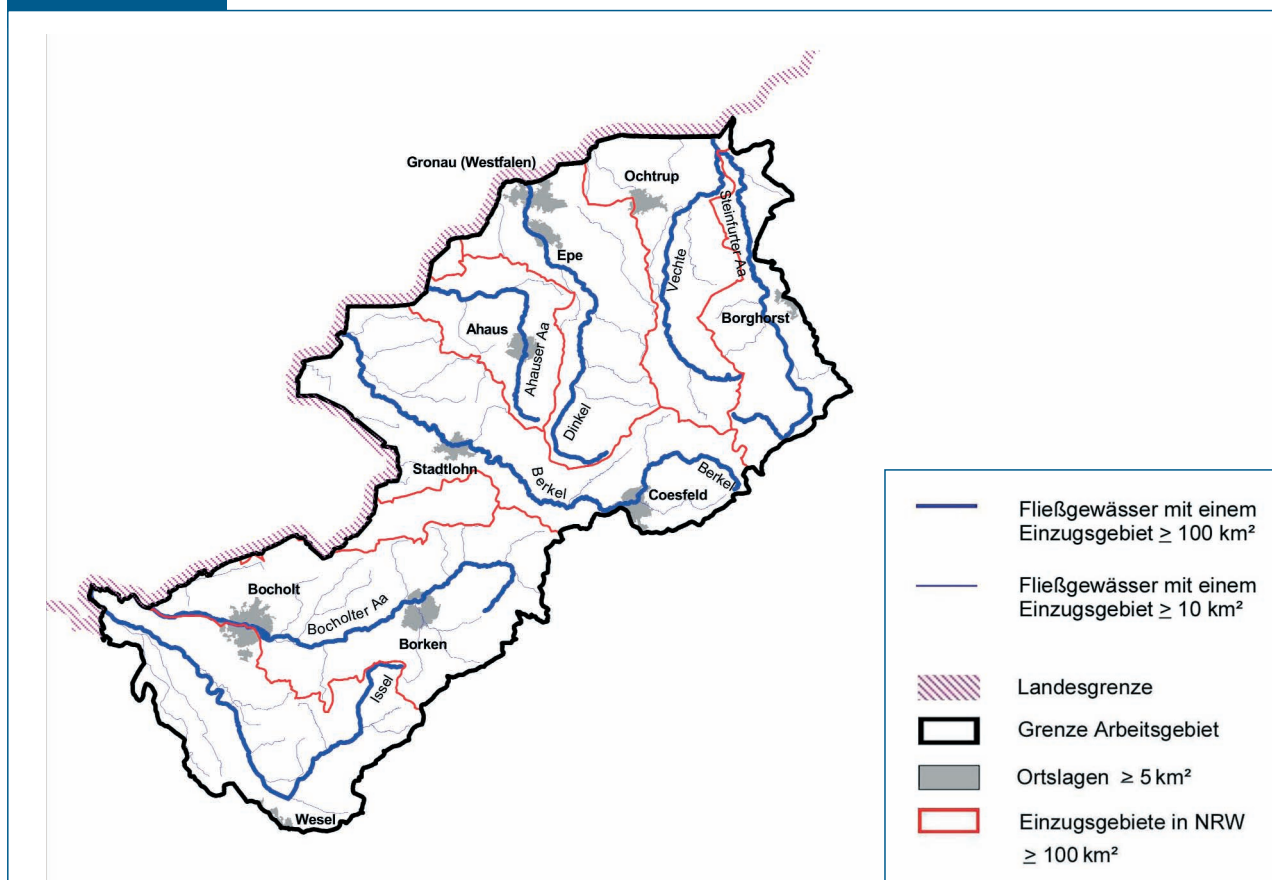 Gronau (Westfalen)
Ochtrup
Epe
Steinfurter Aa
Vechte
Borghorst
Ahaus
Ahauser Aa
Dinkel
Stadtlohn
Berkel
Coesfeld
Berkel
Bocholt
Bocholter Aa
Borken
Issel
Wesel
Fließgewässer mit einem
Einzugsgebiet ≥ 100 km²
Fließgewässer mit einem
Einzugsgebiet ≥ 10 km²
Landesgrenze
Grenze Arbeitsgebiet
Ortslagen ≥ 5 km²
Einzugsgebiete in NRW
≥ 100 km²